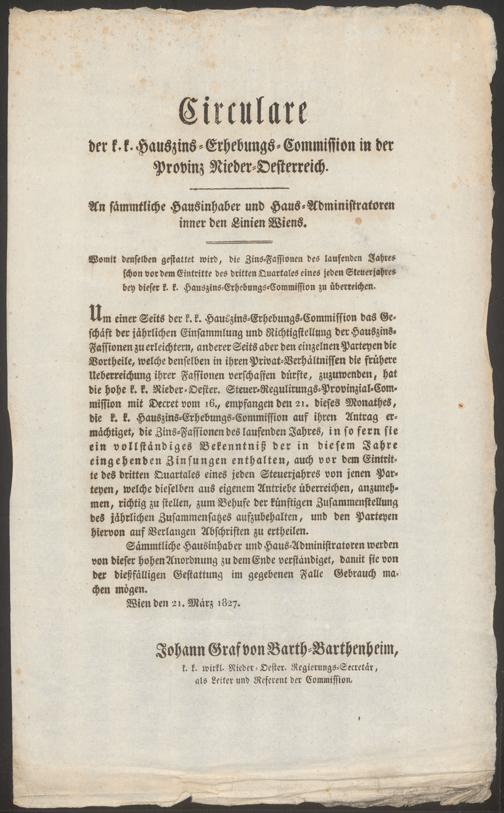 Circulare
der k. k. Hauszins-Erhebungs-Commission in der
Provinz Nieder-Oesterreich.
An sämmtliche Hausinhaber und Haus-Administratoren
inner den Linien Wiens.
Womit denselben gestattet wird, die Zins-Fassionen des laufenden Jahres
schon vor dem Eintritte des dritten Quartales eines jeden Steuerjahres
bey dieser k. k. Hauszins-Erhebungs-Commission zu überreichen.
Um einer Seits der k. k. Hauszins-Erhebungs-Commission das Ge-
schäft der jährlichen Einsammlung und Richtigstellung der Hauszins-
Fassionen zu erleichtern, anderer Seits aber den einzelnen Parteyen die
Vortheile, welche denselben in ihren Privat-Verhältnissen die frühere
Ueberreichung ihrer Fassionen verschaffen dürfte, zuzuwenden, hat
die hohe k. k. Nieder-Oester. Steuer-Regulirungs-Provinzial-Com-
mission mit Decret vom 16., empfangen den 21. dieses Monathes,
die k. k. Hauszins-Erhebungs-Commission auf ihren Antrag er-
mächtiget, die Zins-Fassionen des laufenden Jahres, in so fern sie
ein vollständiges Bekenntniß der in diesem Jahre
eingehenden Zinsungen enthalten, auch vor dem Eintrit-
te des dritten Quartales eines jeden Steuerjahres von jenen Par-
teyen, welche dieselben aus eigenem Antriebe überreichen, anzuneh-
men, richtig zu stellen, zum Behufe der künftigen Zusammenstellung
des jährlichen Zusammensatzes aufzubehalten, und den Parteyen
hiervon auf Verlangen Abschriften zu ertheilen.
Sämmtliche Hausinhaber und Haus-Administratoren werden
von dieser hohen Anordnung zu dem Ende verständiget, damit sie von
der dießfälligen Gestattung im gegebenen Falle Gebrauch ma-
chen mögen.
Wien den 21. März 1827.
Johann Graf von Barth-Barthenheim,
k. k. wirkl. Nieder-Oester. Regierungs-Secretär,
als Leiter und Referent der Commission.